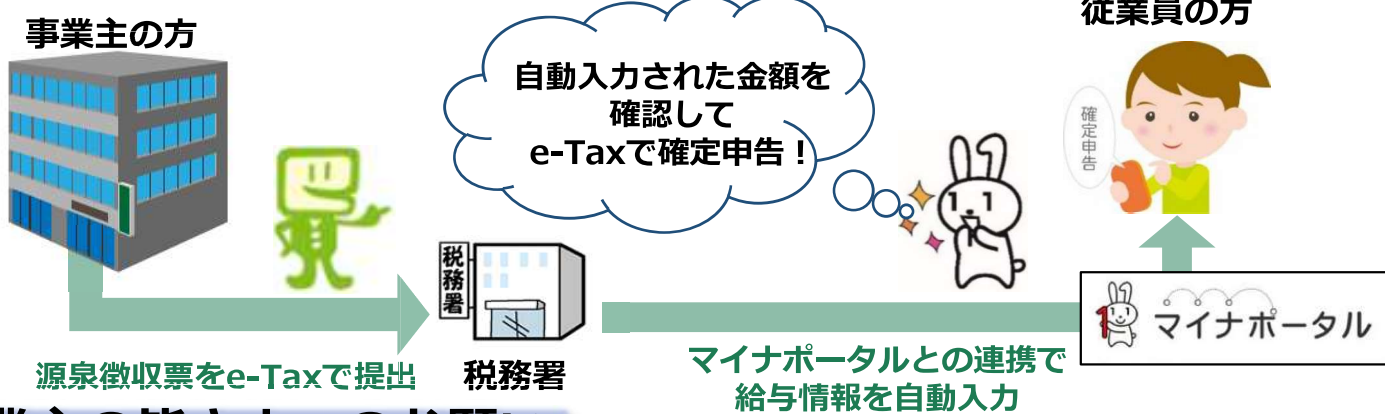 事業主の方
従業員の方
自動入力された金額を
確認して
e-Taxで確定申告！
確定申告
税務署
マイナポータル
源泉徴収票をe-Taxで提出
税務署
マイナポータルとの連携で
給与情報を自動入力